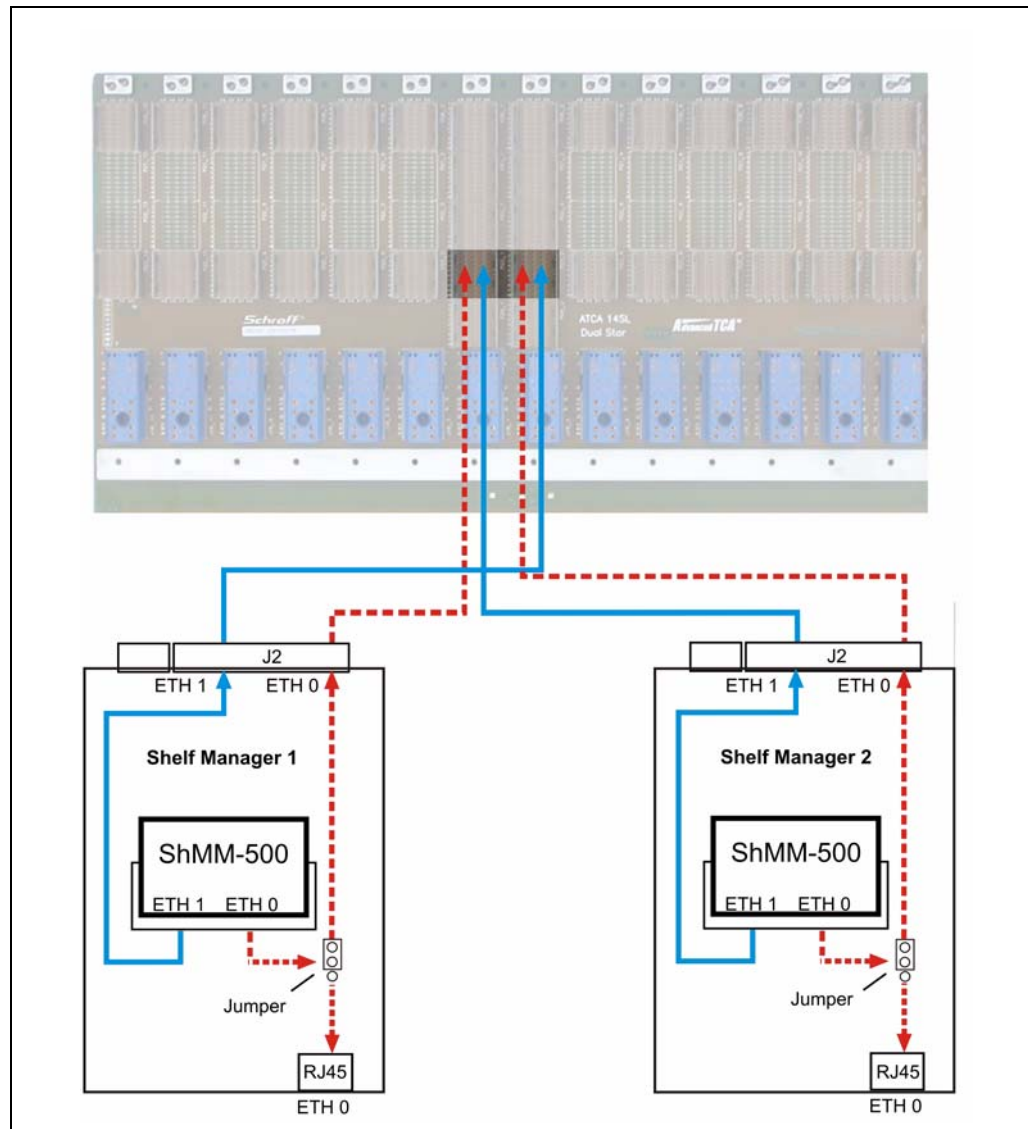 Schroff
ATCA 14SL
Dual Star
AdvancedTCA
J2
ETH 1 ETH 0
Shelf Manager 1
ShMM-500
ETH 1 ETH 0
Jumper
RJ45
ETH 0
J2
ETH 1 ETH 0
Shelf Manager 2
ShMM-500
ETH 1 ETH 0
Jumper
RJ45
ETH 0